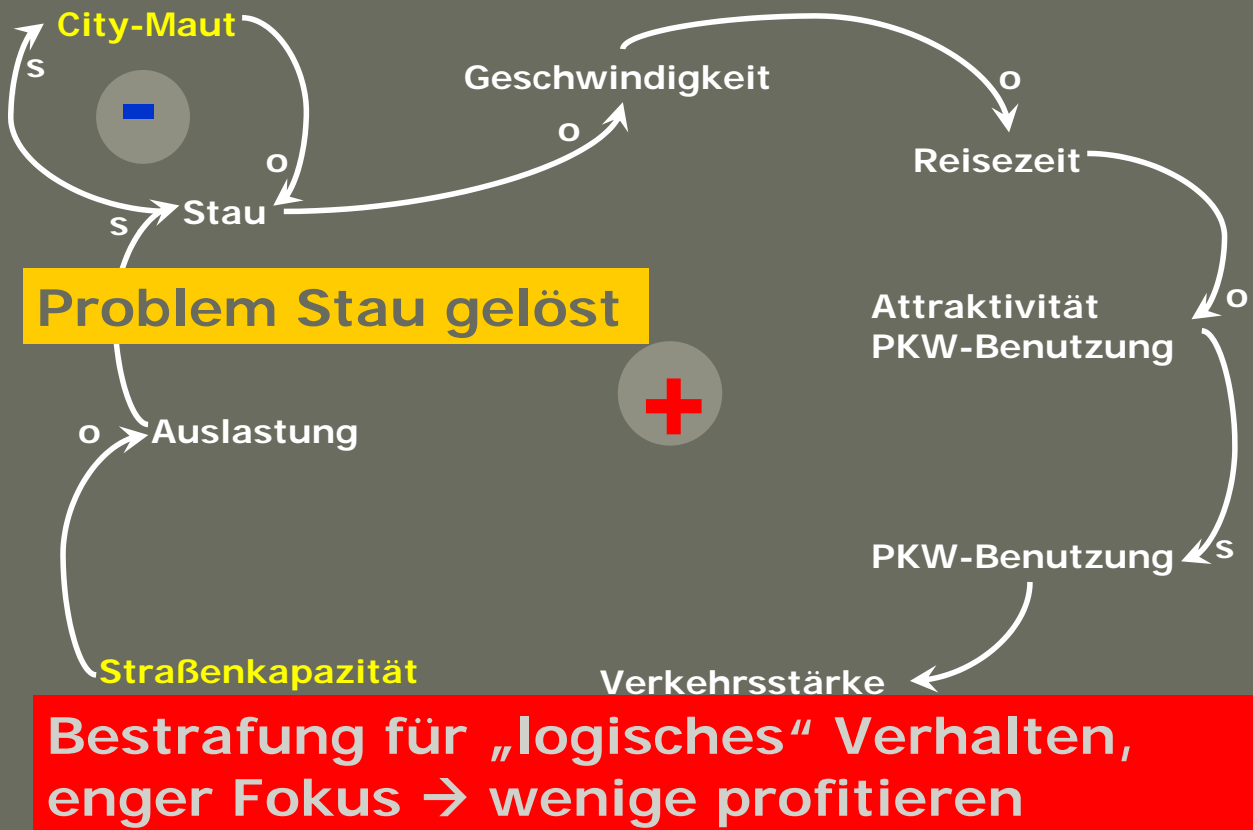 City-Maut
s
-
Geschwindigkeit
o
o
Reisezeit
o
s
Stau
Problem Stau gelöst
Attraktivität
PKW-Benutzung
o
+
o
Auslastung
PKW-Benutzung
s
Straßenkapazität
Verkehrsstärke
Bestrafung für „logisches“ Verhalten,
enger Fokus → wenige profitieren